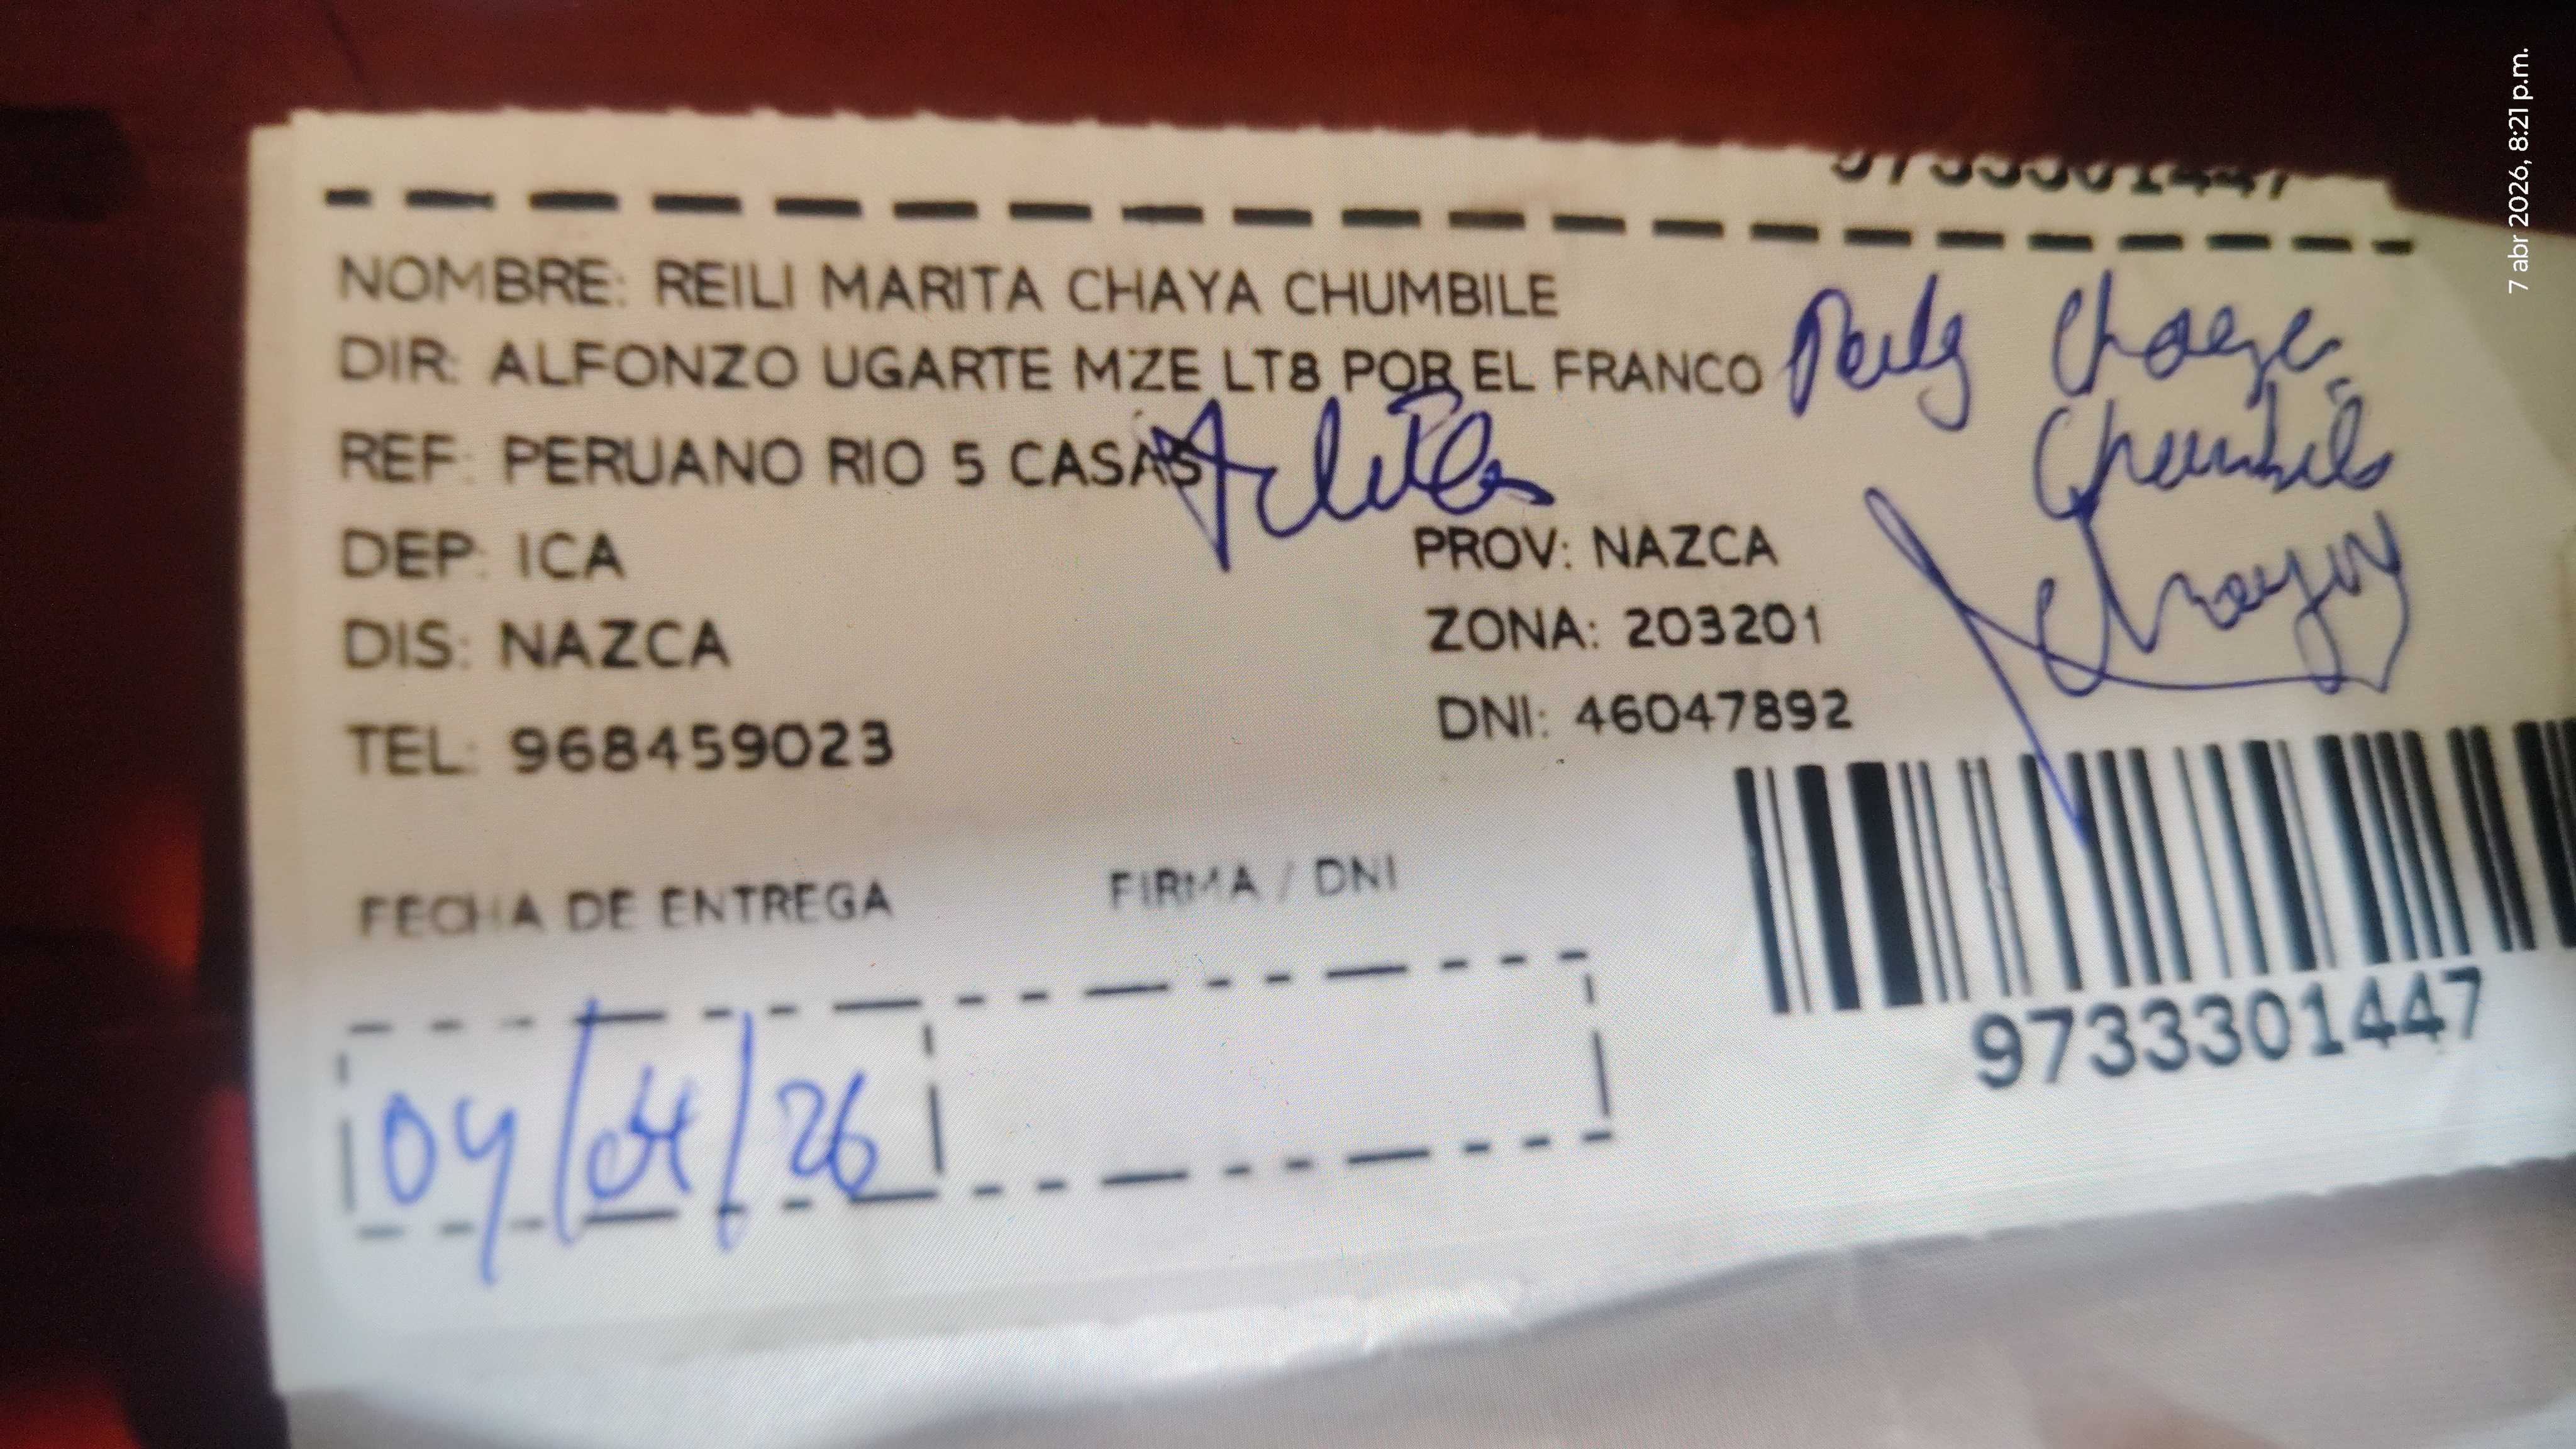 9733301447
NOMBRE: REILI MARITA CHAYA CHUMBILE
DIR: ALFONZO UGARTE MZE LT8 POR EL FRANCO
REF: PERUANO RIO 5 CASAS
DEP: ICA
PROV: NAZCA
DIS: NAZCA
ZONA: 203201
TEL: 968459023
DNI: 46047892
FECHA DE ENTREGA
FIRMA / DNI
04/04/26
9733301447
7 abr 2026, 8:21 p.m.